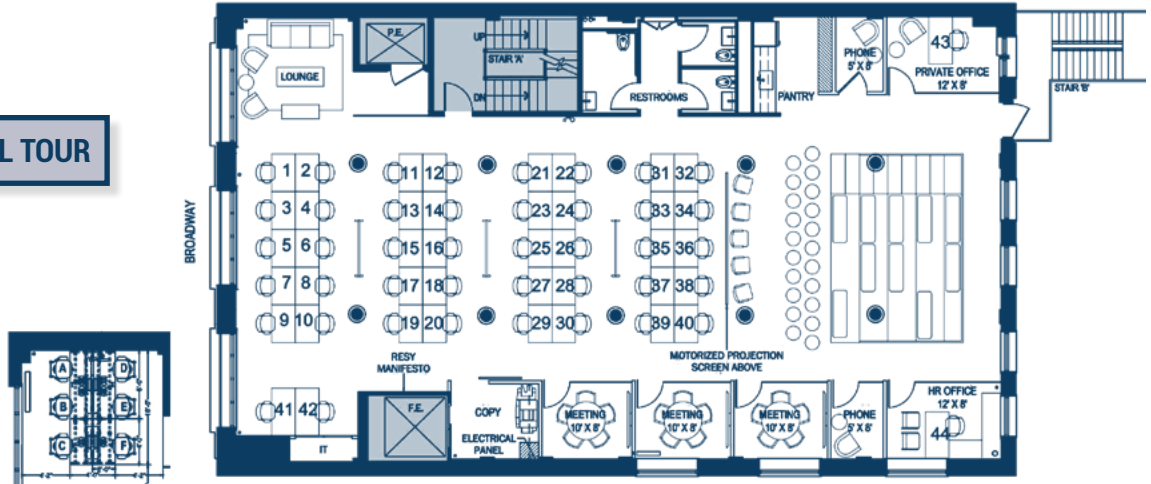 L TOUR
BROADWAY
LOUNGE
P.E.
UP
STAIR 'A'
DN
RESTROOMS
PANTRY
PHONE
5' X 8'
43
PRIVATE OFFICE
12' X 8'
STAIR 'B'
1 2 11 12 21 22 31 32
3 4 13 14 23 24 33 34
5 6 15 16 25 26 35 36
7 8 17 18 27 28 37 38
9 10 19 20 29 30 39 40
RESY
MANIFESTO
MOTORIZED PROJECTION
SCREEN ABOVE
41 42
IT
F.E.
COPY
ELECTRICAL
PANEL
MEETING
10' X 8'
MEETING
10' X 8'
MEETING
10' X 8'
PHONE
5' X 8'
HR OFFICE
12' X 8'
44
A D
B E
C F